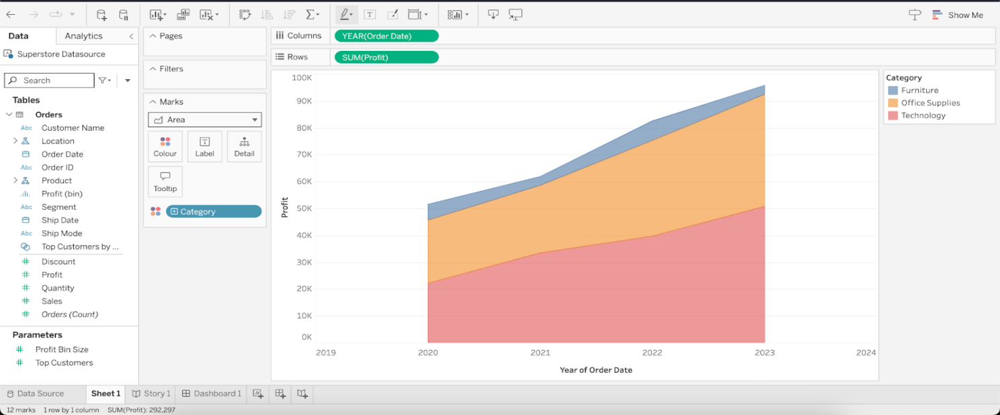 Show Me
Data
Analytics
Pages
Columns
YEAR(Order Date)
Superstore Datasource
Rows
SUM(Profit)
Search
Filters
Tables
Orders
Abc Customer Name
Location
Order Date
Abc Order ID
Product
Profit (bin)
Abc Segment
Ship Date
Abc Ship Mode
Top Customers by ...
# Discount
# Profit
# Quantity
# Sales
# Orders (Count)
Parameters
# Profit Bin Size
# Top Customers
Marks
Area
Colour
T
Label
Detail
Tooltip
Category
100K
90K
80K
70K
60K
50K
40K
30K
20K
10K
0K
Profit
2019 2020 2021 2022 2023 2024
Year of Order Date
Category
Furniture
Office Supplies
Technology
Data Source
Sheet 1
Story 1
Dashboard 1
12 marks 1 row by 1 column SUM(Profit): 292,297